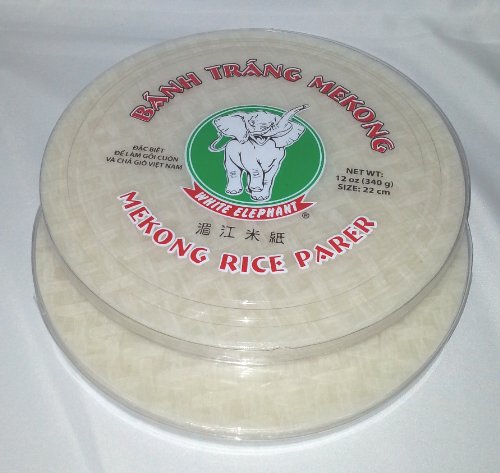 BÁNH TRÁNG MEKONG
ĐẶC BIỆT
ĐỂ LÀM GỎI CUỐN
VÀ CHẢ GIÒ VIỆT NAM
NET WT:
12 oz (340 g)
SIZE: 22 cm
WHITE ELEPHANT
®
湄江米紙
MEKONG RICE PARER